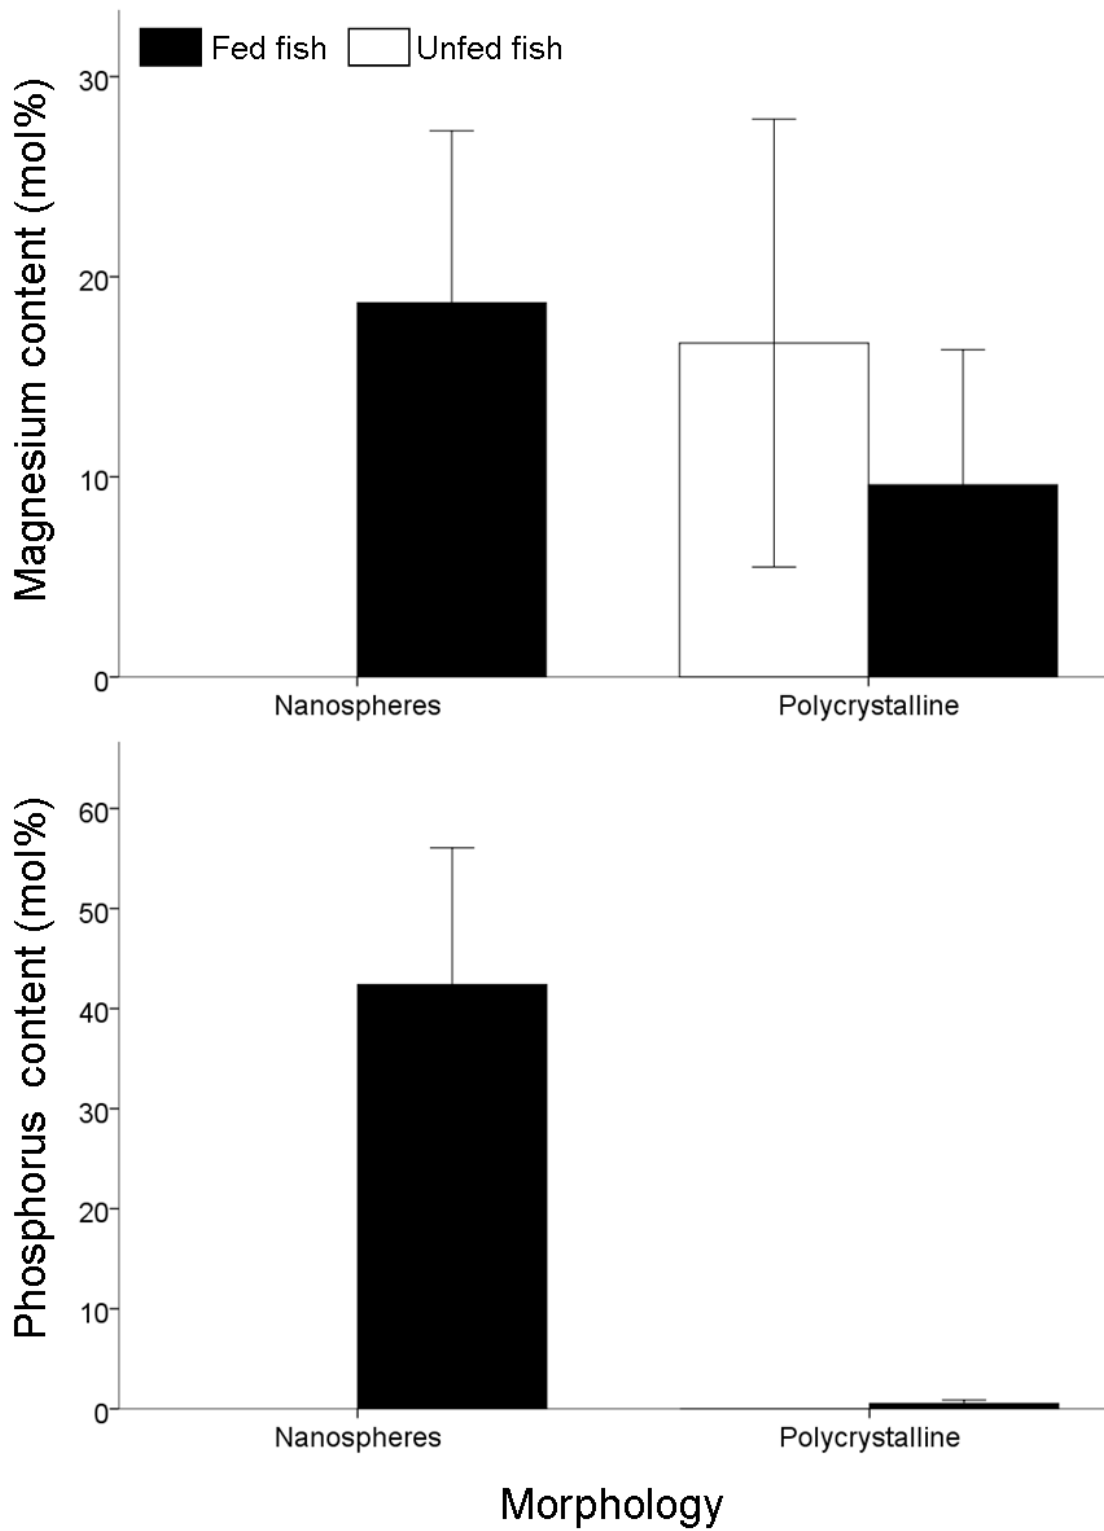 Fed fish Unfed fish
Magnesium content (mol%)
30
20
10
0
Nanospheres Polycrystalline
Phosphorus content (mol%)
60
50
40
30
20
10
0
Nanospheres Polycrystalline
Morphology